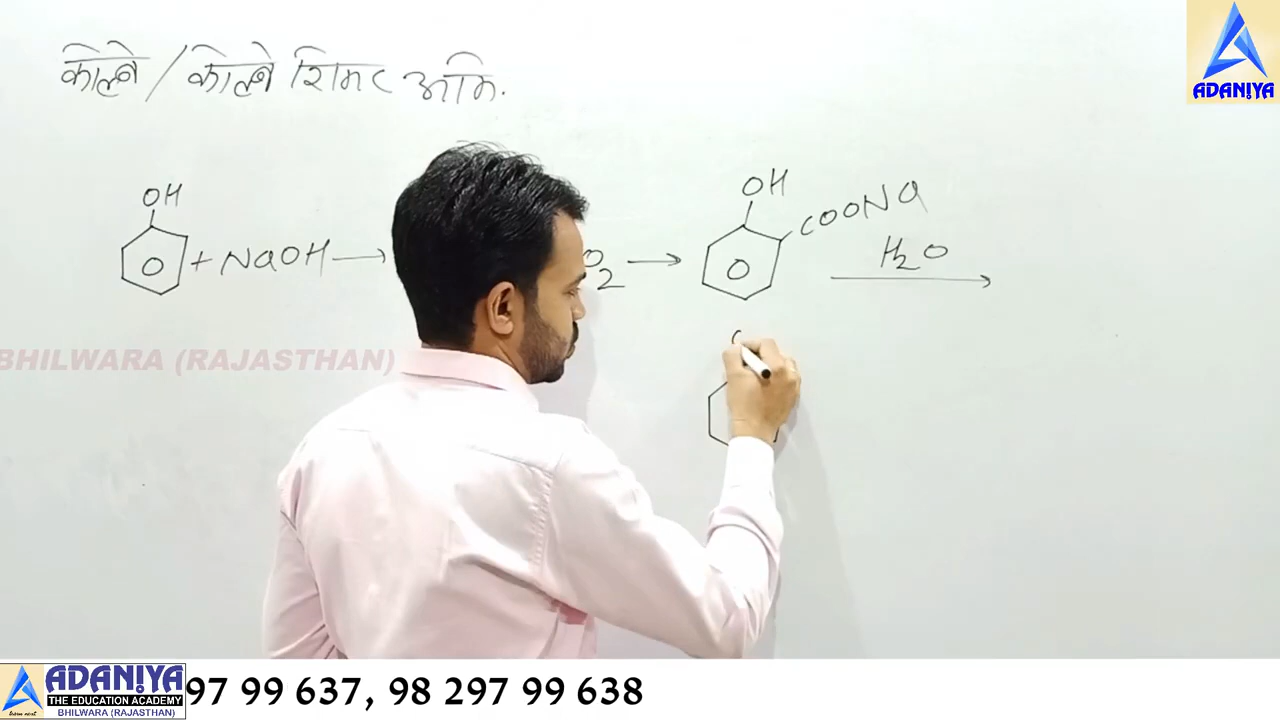 कोल्बे / कोल्बे शिमट अभि.
ADANIYA
OH
OH
COONa
+ NaOH → O2 → H2O
BHILWARA (RAJASTHAN)
ADANIYA
THE EDUCATION ACADEMY
BHILWARA (RAJASTHAN)
97 99 637, 98 297 99 638